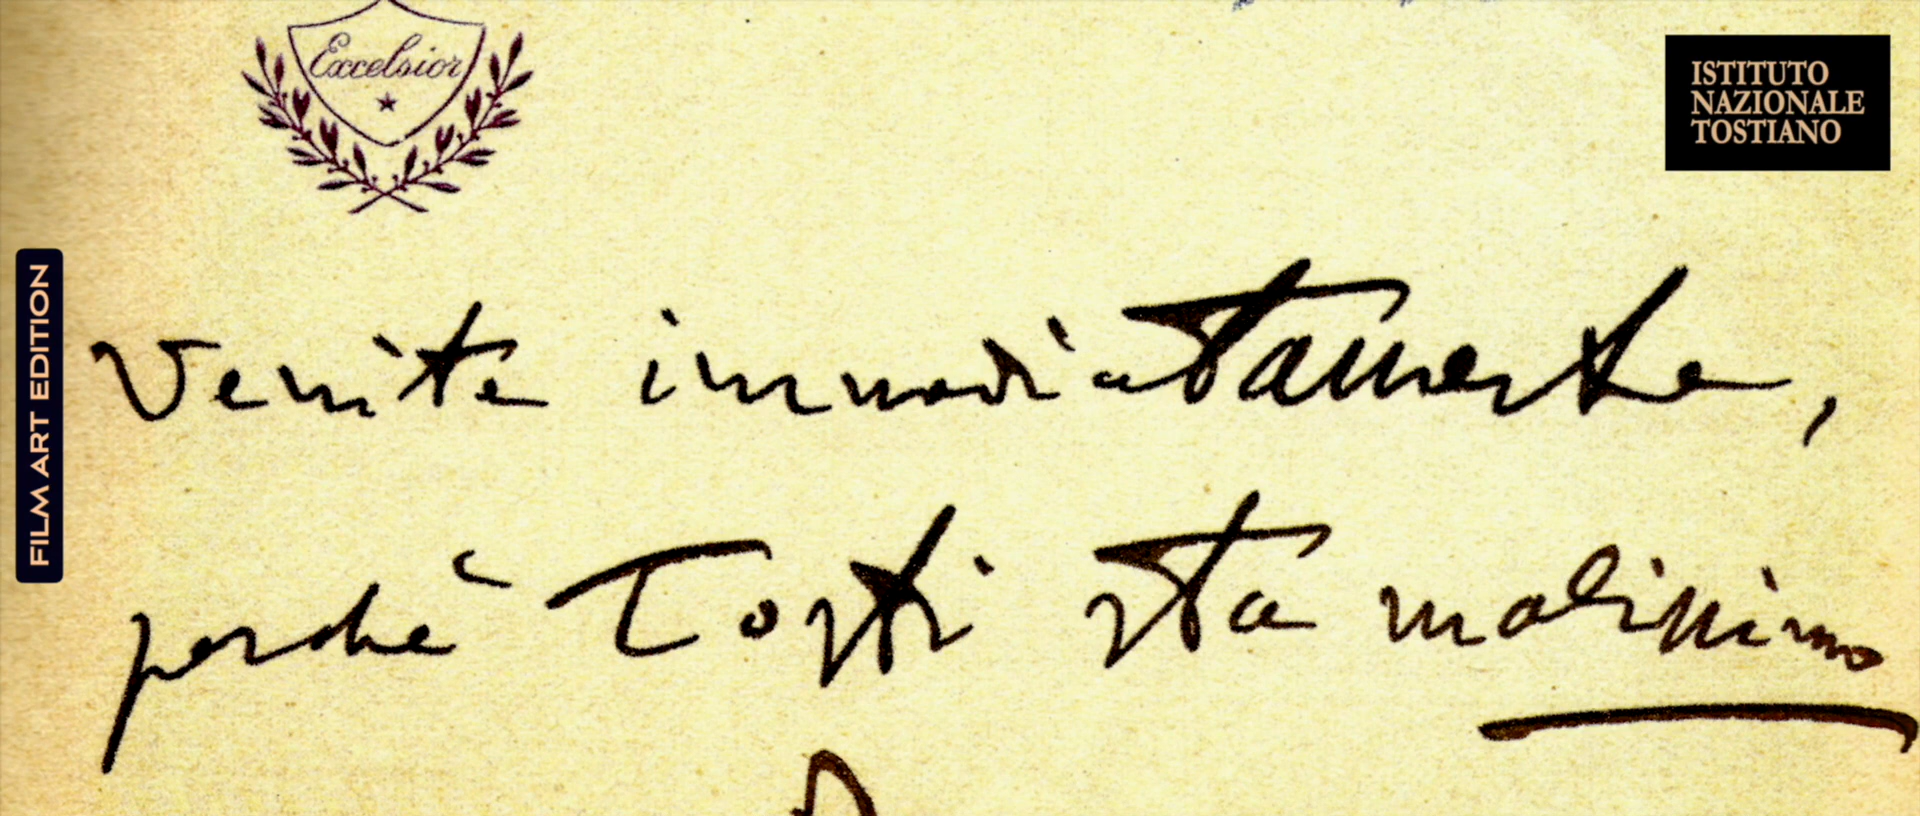 Excelsior
ISTITUTO
NAZIONALE
TOSTIANO
FILM ART EDITION
Venite immediatamente,
perchè Tosti sta malissimo